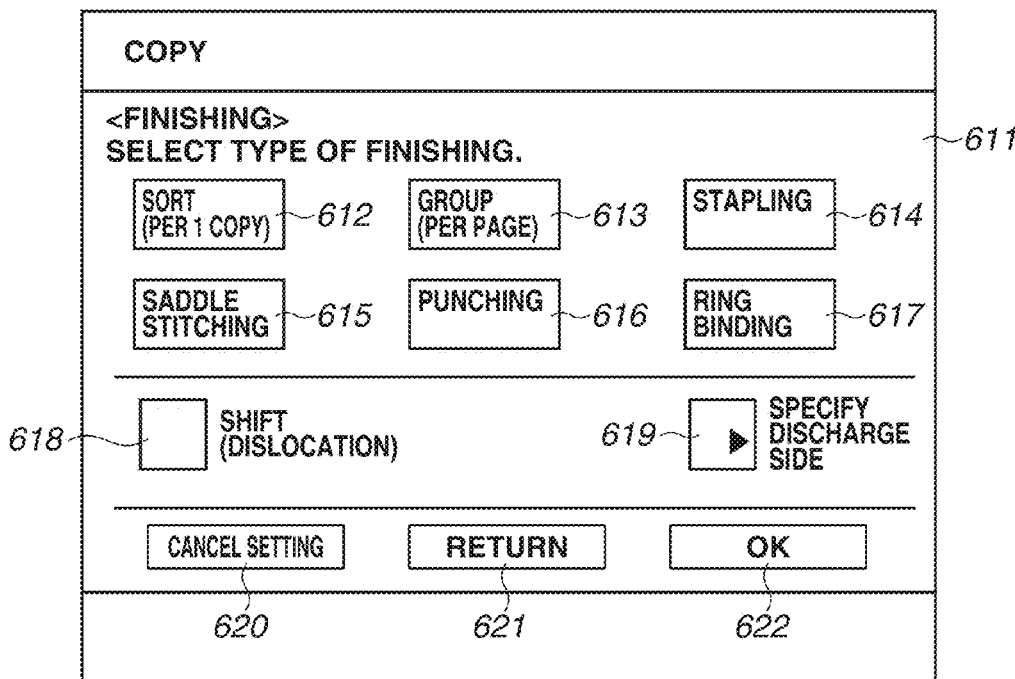 COPY
<FINISHING>
SELECT TYPE OF FINISHING.
611
SORT
(PER 1 COPY)
612
GROUP
(PER PAGE)
613
STAPLING
614
SADDLE
STITCHING
615
PUNCHING
616
RING
BINDING
617
618
SHIFT
(DISLOCATION)
619
SPECIFY
DISCHARGE
SIDE
CANCEL SETTING
RETURN
OK
620
621
622